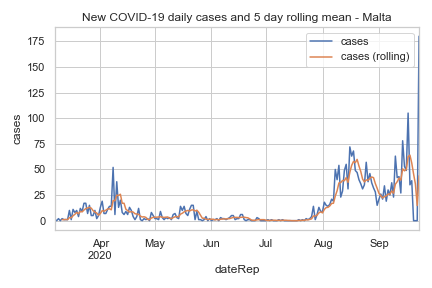 New COVID-19 daily cases and 5 day rolling mean - Malta
cases
cases (rolling)
175
150
125
100
75
50
25
0
cases
Apr
2020
May
Jun
Jul
Aug
Sep
dateRep